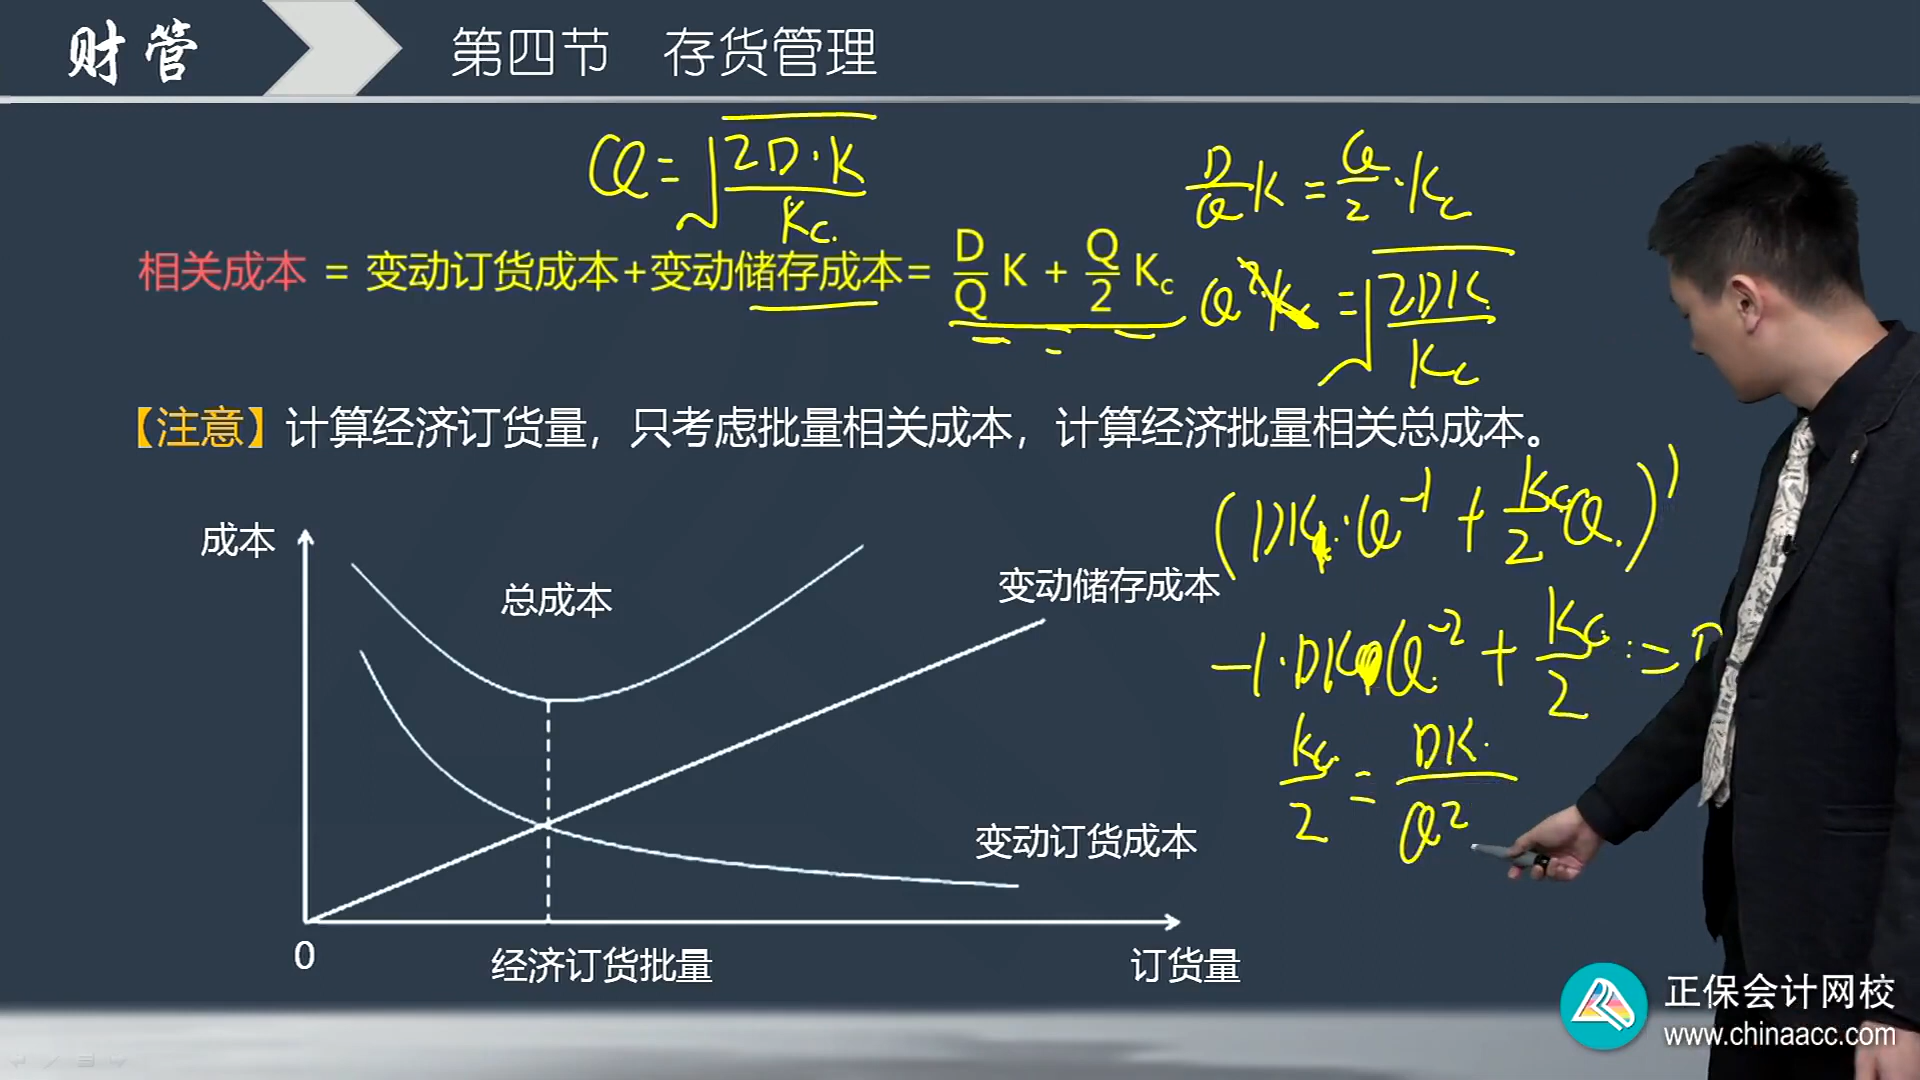 财管
第四节 存货管理
Q=√2D·K/Kc
D/Q K=Q/2·Kc
相关成本 = 变动订货成本+变动储存成本= D/Q K + Q/2 Kc
Q² =√2DK/Kc
【注意】计算经济订货量，只考虑批量相关成本，计算经济批量相关总成本。
(DK·Q⁻¹ + Kc/2 Q.)'
成本
总成本
变动储存成本
-1·DK Q⁻² + Kc/2 =
Kc/2 = DK/Q²
变动订货成本
0
经济订货批量
订货量
正保会计网校
www.chinaacc.com